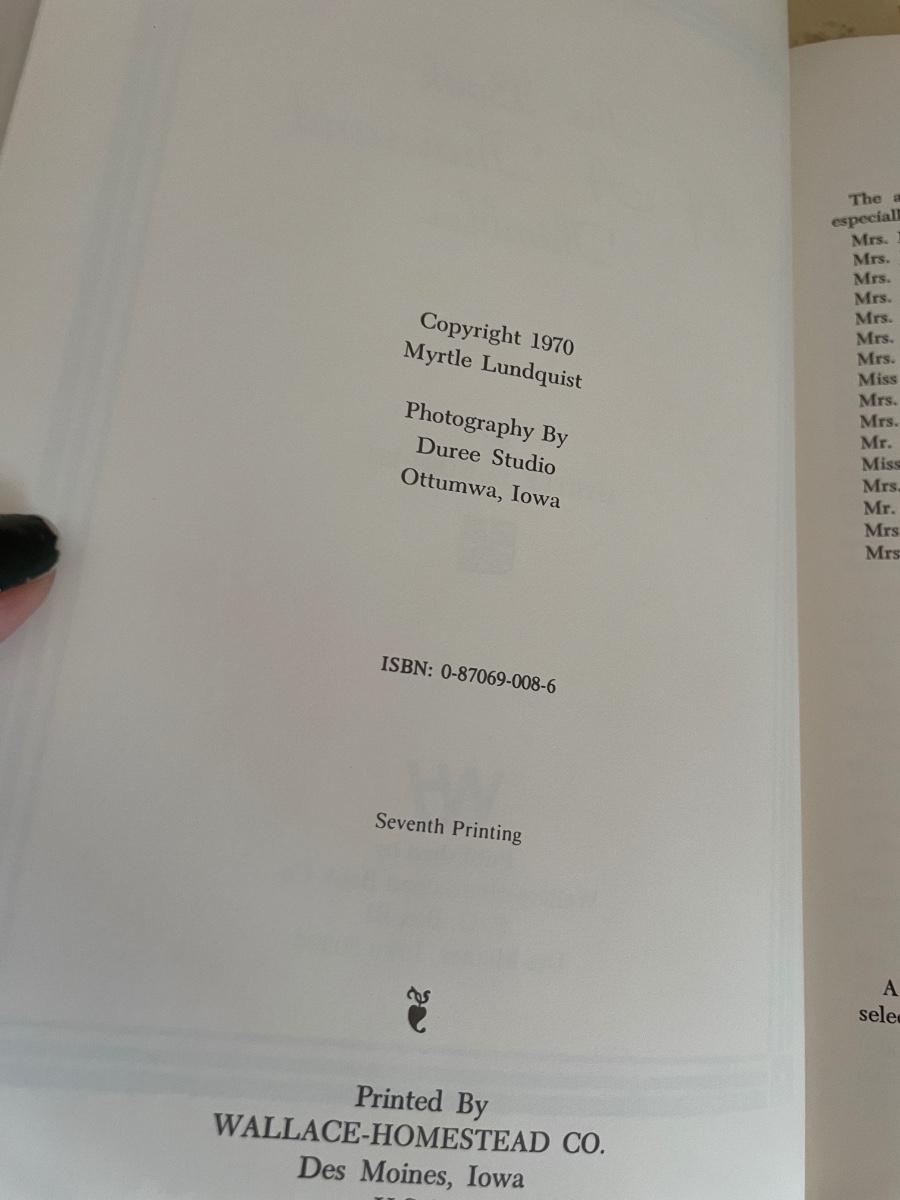 Copyright 1970
Myrtle Lundquist
Photography By
Duree Studio
Ottumwa, Iowa
ISBN: 0-87069-008-6
Seventh Printing
Printed By
WALLACE-HOMESTEAD CO.
Des Moines, Iowa
The
Mrs.
Mrs.
Mrs.
Mrs.
Mrs.
Mrs.
Mrs.
Miss
Mrs.
Mrs.
Mr.
Miss
Mrs.
Mr.
Mrs
Mrs
A